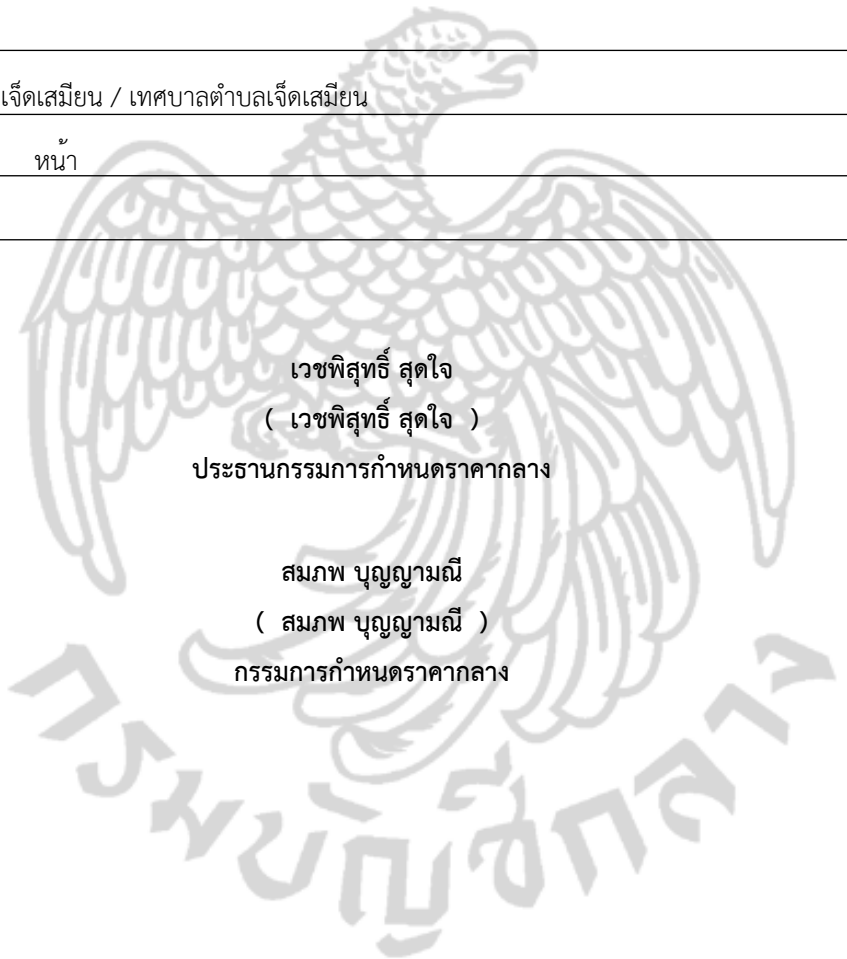 เจ็ดเสมียน / เทศบาลตำบลเจ็ดเสมียน
หน้า
เวชพิสุทธิ์ สุดใจ
( เวชพิสุทธิ์ สุดใจ )
ประธานกรรมการกำหนดราคากลาง
สมภพ บุญญามณี
( สมภพ บุญญามณี )
กรรมการกำหนดราคากลาง
กรมบัญชีกลาง